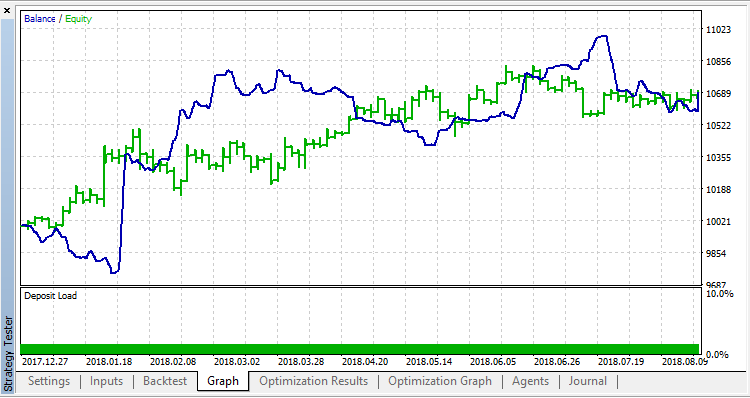 Balance / Equity
11023
10856
10689
10522
10355
10188
10021
9854
9687
Deposit Load
10.0%
0.0%
2017.12.27 2018.01.18 2018.02.08 2018.03.02 2018.03.28 2018.04.20 2018.05.14 2018.06.05 2018.06.26 2018.07.19 2018.08.09
Strategy Tester
Settings | Inputs | Backtest | Graph | Optimization Results | Optimization Graph | Agents | Journal |